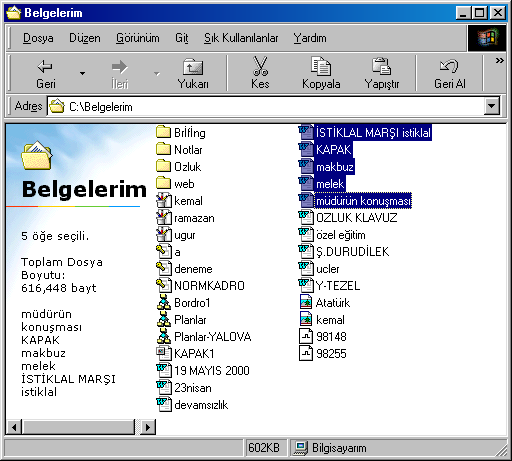 Belgelerim
Dosya Düzen Görünüm Git Sık Kullanılanlar Yardım
Geri İleri Yukarı Kes Kopyala Yapıştır Geri Al »
Adres C:\Belgelerim
Belgelerim
5 öğe seçili.
Toplam Dosya
Boyutu:
616,448 bayt
müdürün
konuşması
KAPAK
makbuz
melek
İSTİKLAL MARŞI
istiklal
Brifing
Notlar
Ozluk
web
kemal
ramazan
ugur
a
deneme
NORMKADRO
Bordro1
Planlar
Planlar-YALOVA
KAPAK1
19 MAYIS 2000
23nisan
devamsızlık
İSTİKLAL MARŞI istiklal
KAPAK
makbuz
melek
müdürün konuşması
OZLUK KLAVUZ
özel eğitim
Ş.DURUDİLEK
ucler
Y-TEZEL
Atatürk
kemal
98148
98255
602KB Bilgisayarım